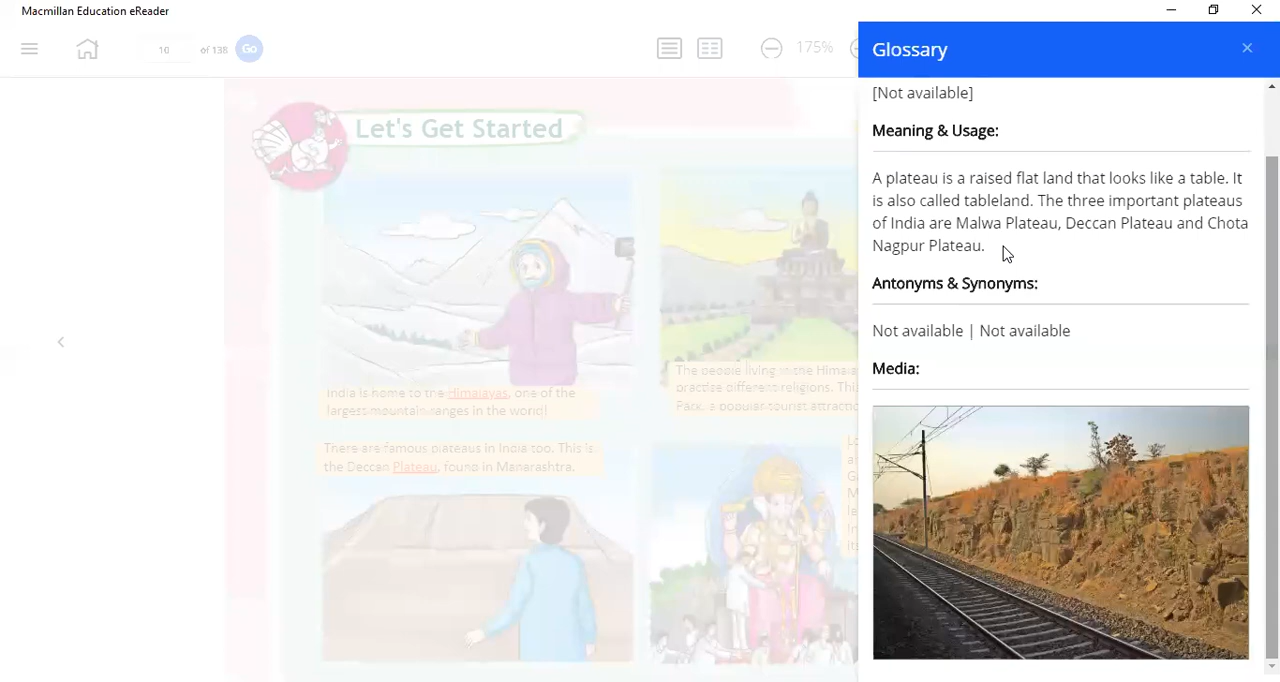 Macmillan Education eReader
10 of 138 Go
175%
Let's Get Started
India is home to the Himalayas, one of the
largest mountain ranges in the world!
The people living in the Himala
practise different religions. This
Park, a popular tourist attractio
There are famous plateaus in India too. This is
the Deccan Plateau, found in Maharashtra.
Glossary
[Not available]
Meaning & Usage:
A plateau is a raised flat land that looks like a table. It
is also called tableland. The three important plateaus
of India are Malwa Plateau, Deccan Plateau and Chota
Nagpur Plateau.
Antonyms & Synonyms:
Not available | Not available
Media: